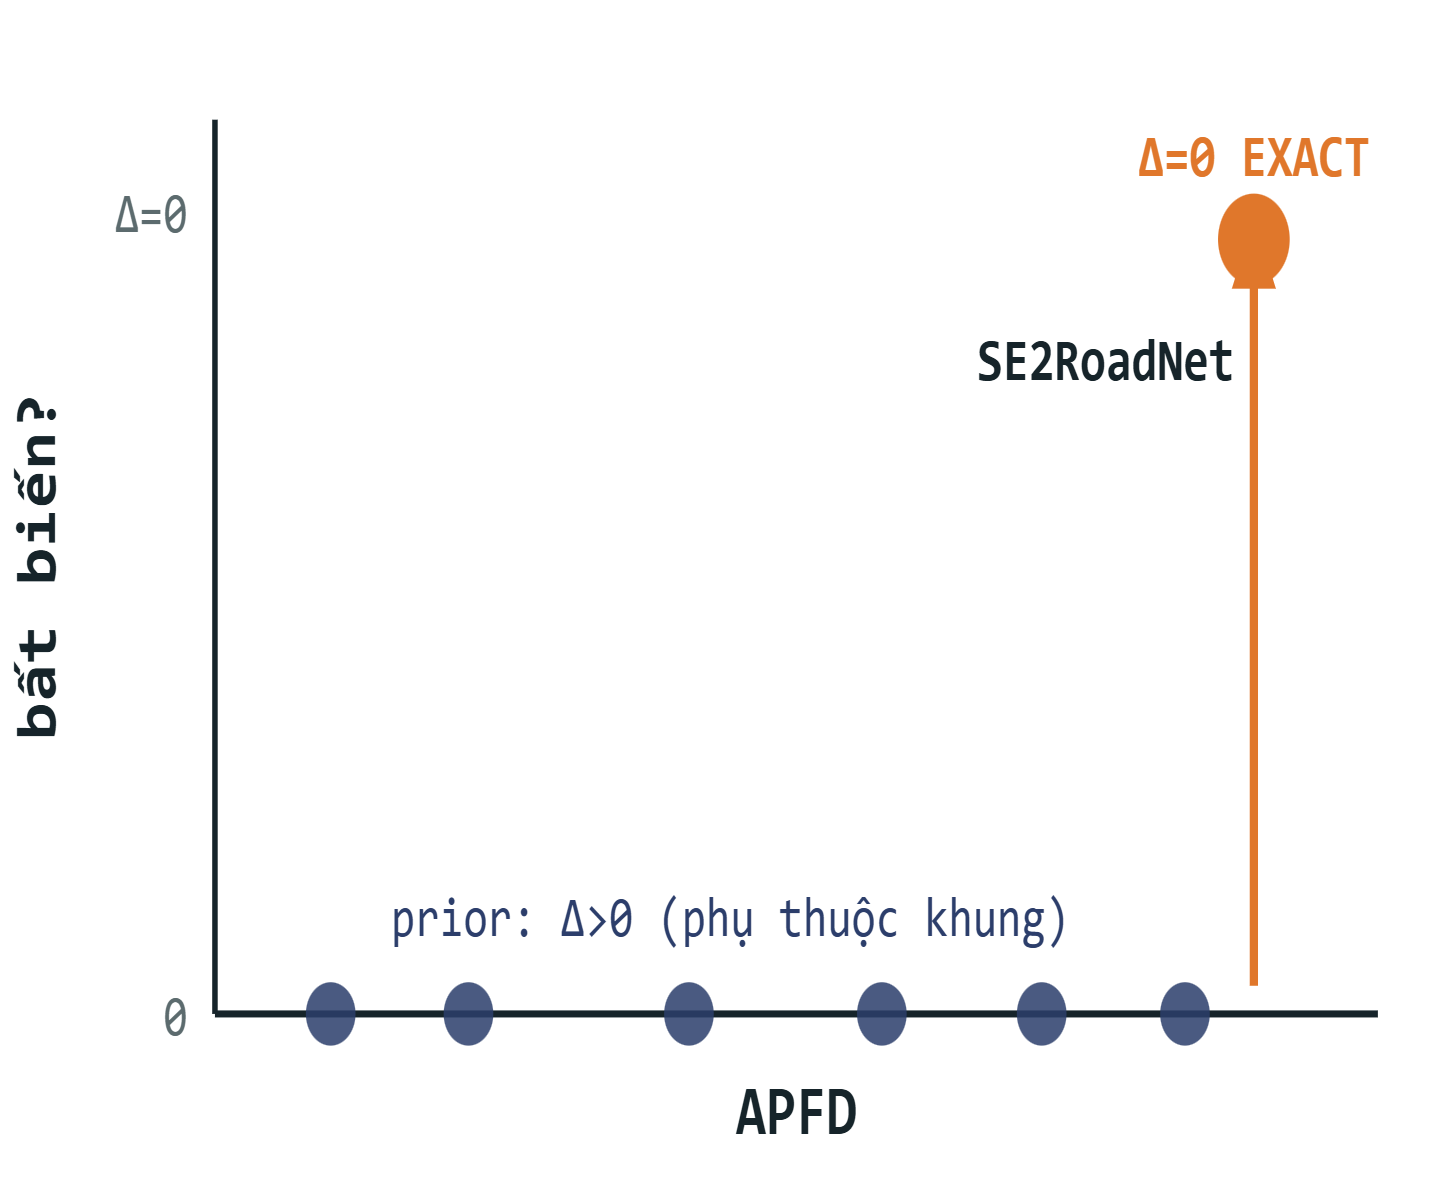 Δ=0 EXACT
Δ=0
SE2RoadNet
bất biến?
prior: Δ>0 (phụ thuộc khung)
0
APFD